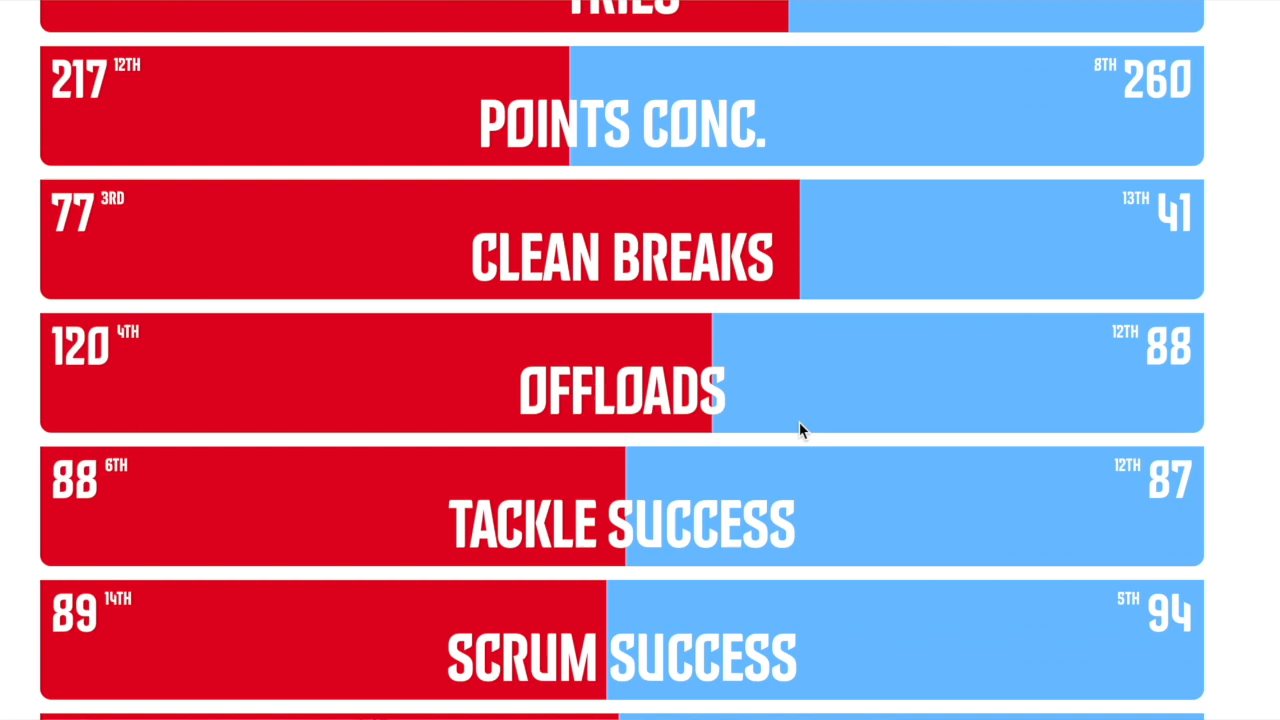 TRIES
217 12TH 8TH 260
POINTS CONC.
77 3RD 13TH 41
CLEAN BREAKS
120 4TH 12TH 88
OFFLOADS
88 6TH 12TH 87
TACKLE SUCCESS
89 14TH 5TH 94
SCRUM SUCCESS